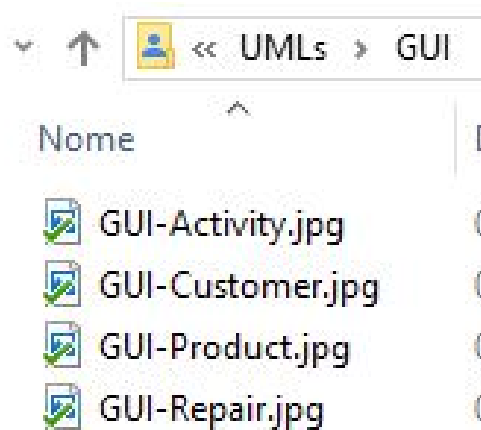 « UMLs > GUI
Nome
GUI-Activity.jpg
GUI-Customer.jpg
GUI-Product.jpg
GUI-Repair.jpg